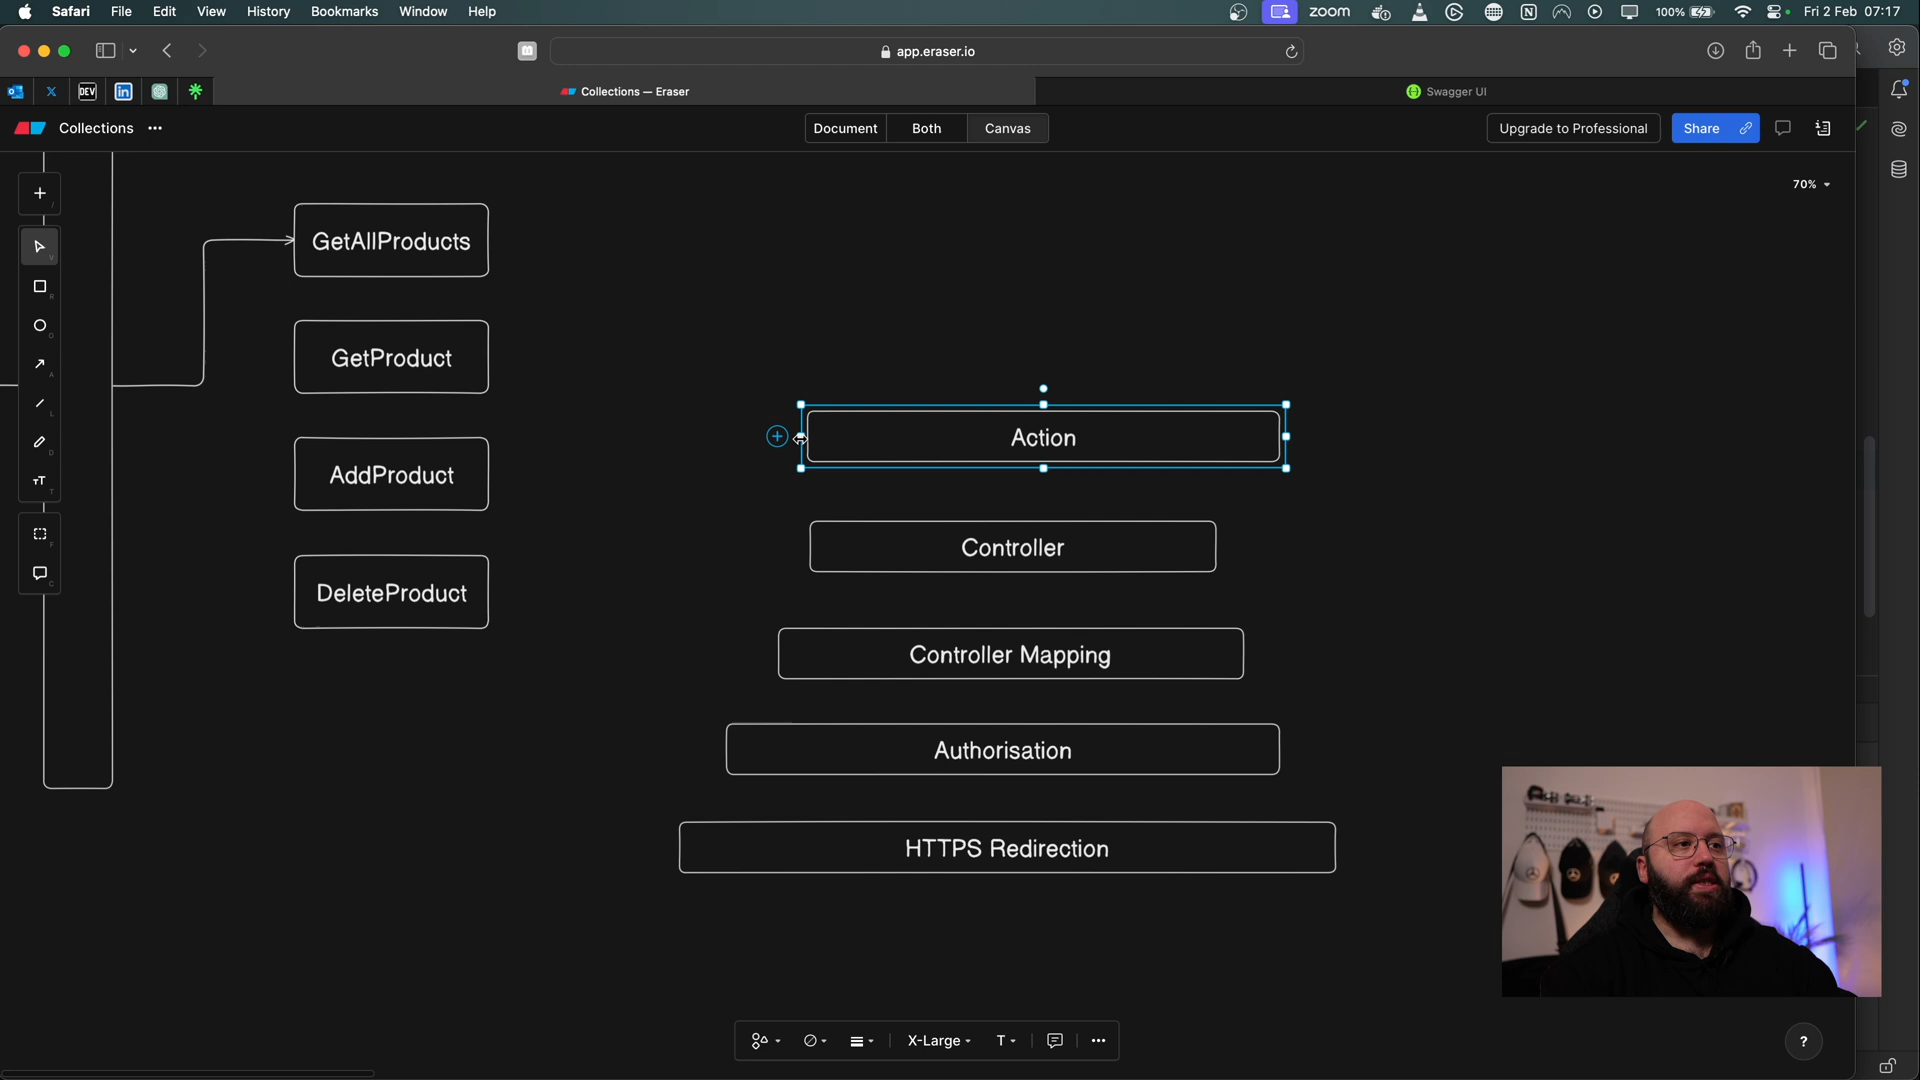 Safari File Edit View History Bookmarks Window Help
zoom
100%
Fri 2 Feb 07:17
app.eraser.io
DEV
Collections — Eraser
Swagger UI
Collections
Document
Both
Canvas
Upgrade to Professional
Share
70%
GetAllProducts
GetProduct
AddProduct
DeleteProduct
Action
Controller
Controller Mapping
Authorisation
HTTPS Redirection
X-Large
T
?